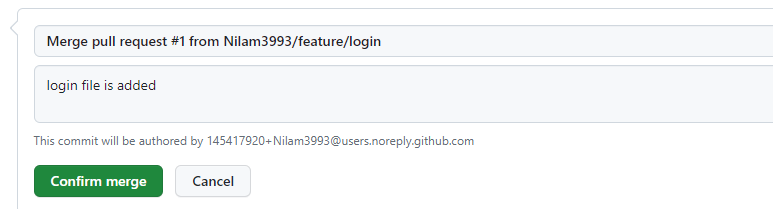 Merge pull request #1 from Nilam3993/feature/login
login file is added
This commit will be authored by 145417920+Nilam3993@users.noreply.github.com
Confirm merge
Cancel